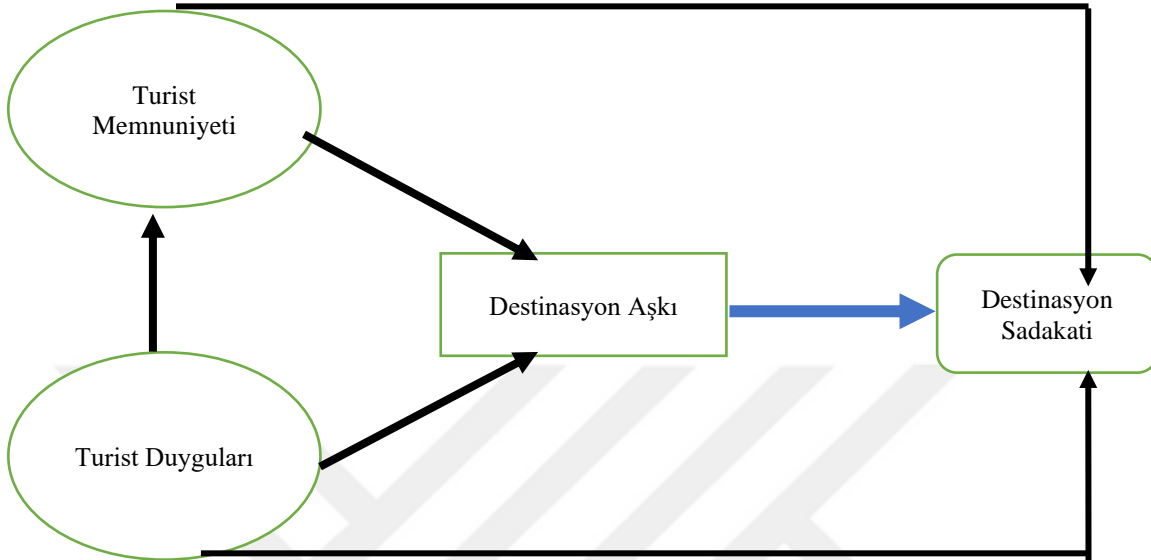 Turist
Memnuniyeti
Destinasyon Aşkı
Destinasyon
Sadakati
Turist Duyguları